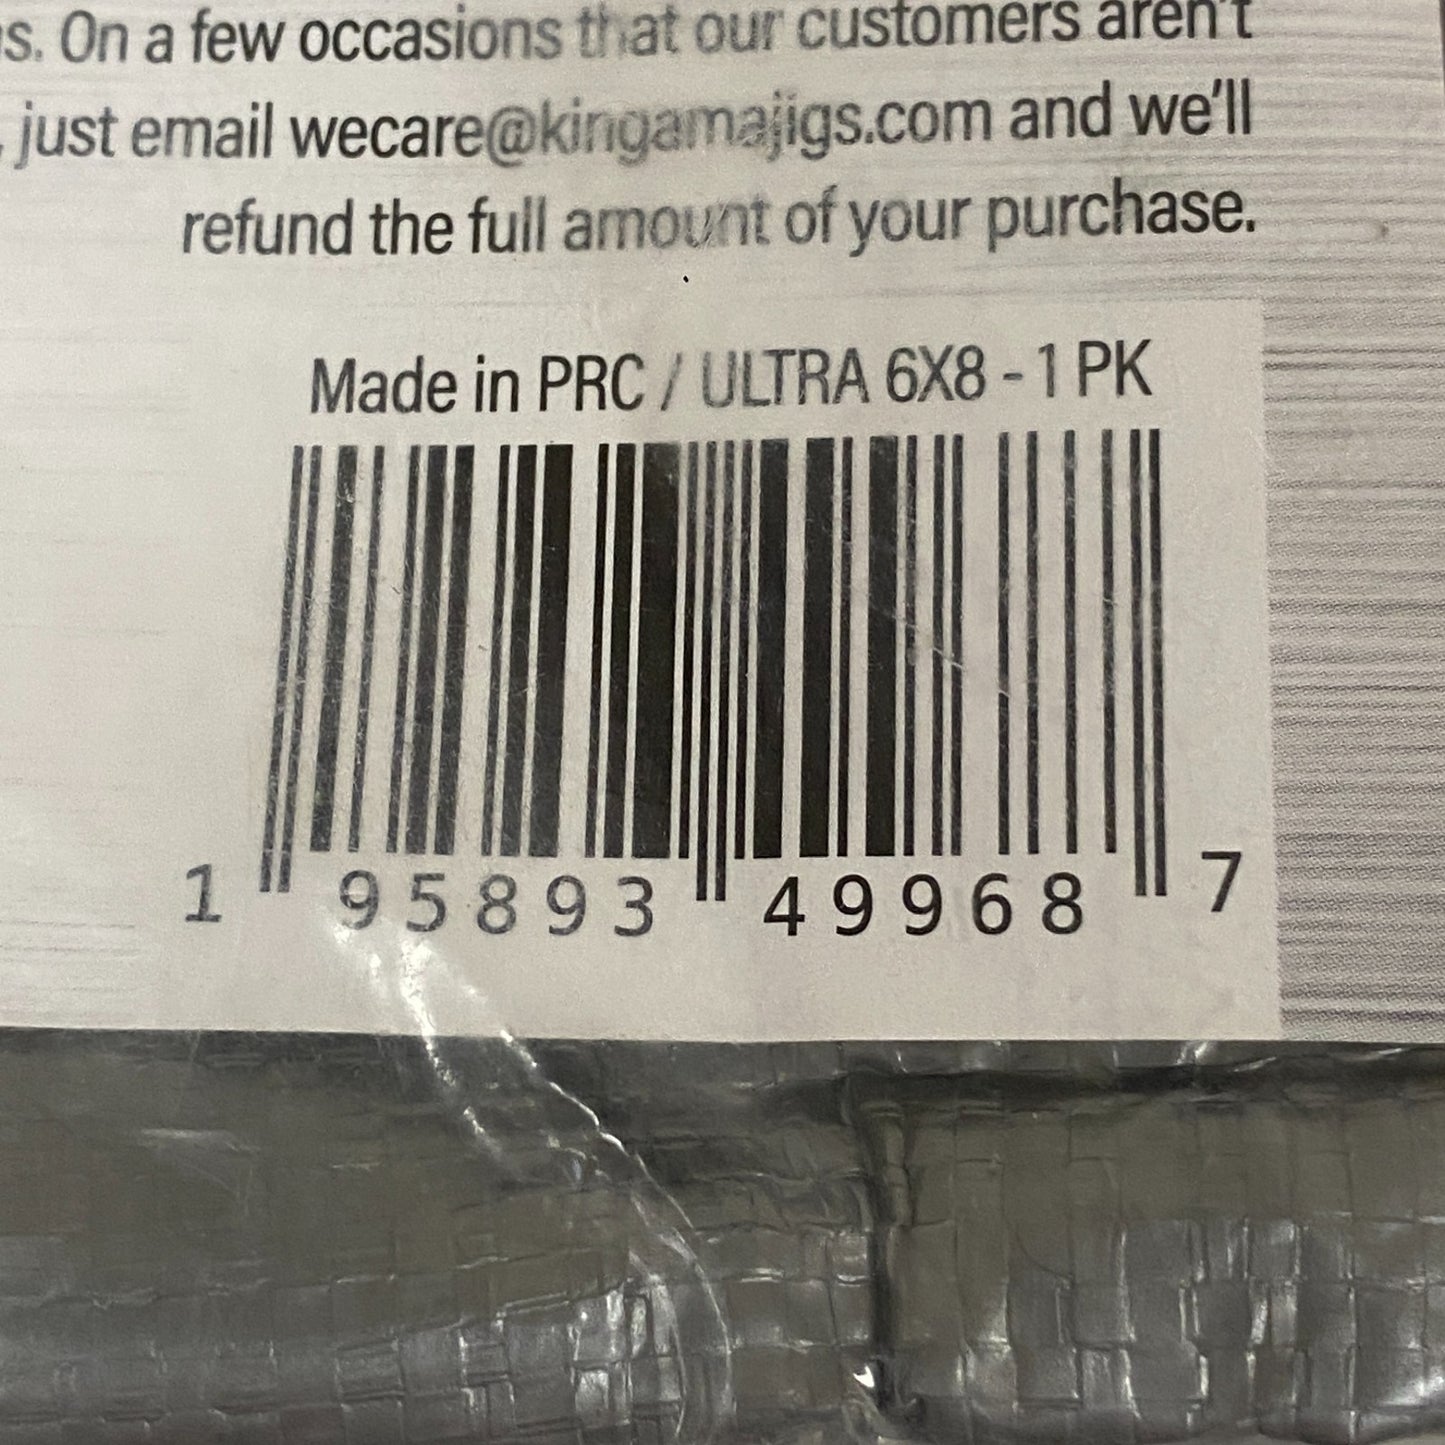 s. On a few occasions that our customers aren't
, just email wecare@kingamajigs.com and we'll
refund the full amount of your purchase.
Made in PRC / ULTRA 6X8 - 1 PK
1 95893 49968 7